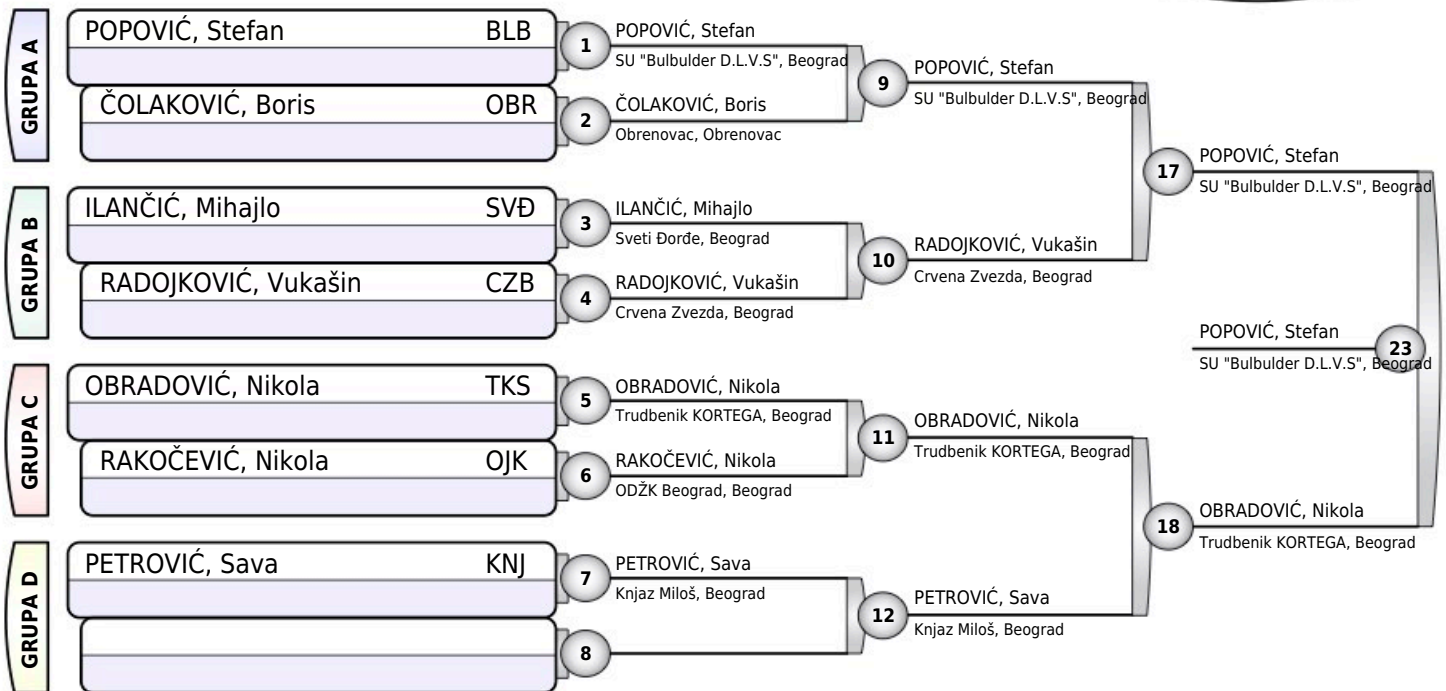 GRUPA A
POPOVIĆ, Stefan BLB
ČOLAKOVIĆ, Boris OBR
GRUPA B
ILANČIĆ, Mihajlo SVĐ
RADOJKOVIĆ, Vukašin CZB
GRUPA C
OBRADOVIĆ, Nikola TKS
RAKOČEVIĆ, Nikola OJK
GRUPA D
PETROVIĆ, Sava KNJ
1
POPOVIĆ, Stefan
SU "Bulbulder D.L.V.S", Beograd
2
ČOLAKOVIĆ, Boris
Obrenovac, Obrenovac
3
ILANČIĆ, Mihajlo
Sveti Đorđe, Beograd
4
RADOJKOVIĆ, Vukašin
Crvena Zvezda, Beograd
5
OBRADOVIĆ, Nikola
Trudbenik KORTEGA, Beograd
6
RAKOČEVIĆ, Nikola
ODŽK Beograd, Beograd
7
PETROVIĆ, Sava
Knjaz Miloš, Beograd
8
9
POPOVIĆ, Stefan
SU "Bulbulder D.L.V.S", Beograd
10
RADOJKOVIĆ, Vukašin
Crvena Zvezda, Beograd
11
OBRADOVIĆ, Nikola
Trudbenik KORTEGA, Beograd
12
PETROVIĆ, Sava
Knjaz Miloš, Beograd
17
POPOVIĆ, Stefan
SU "Bulbulder D.L.V.S", Beograd
18
OBRADOVIĆ, Nikola
Trudbenik KORTEGA, Beograd
POPOVIĆ, Stefan
SU "Bulbulder D.L.V.S", Beograd
23